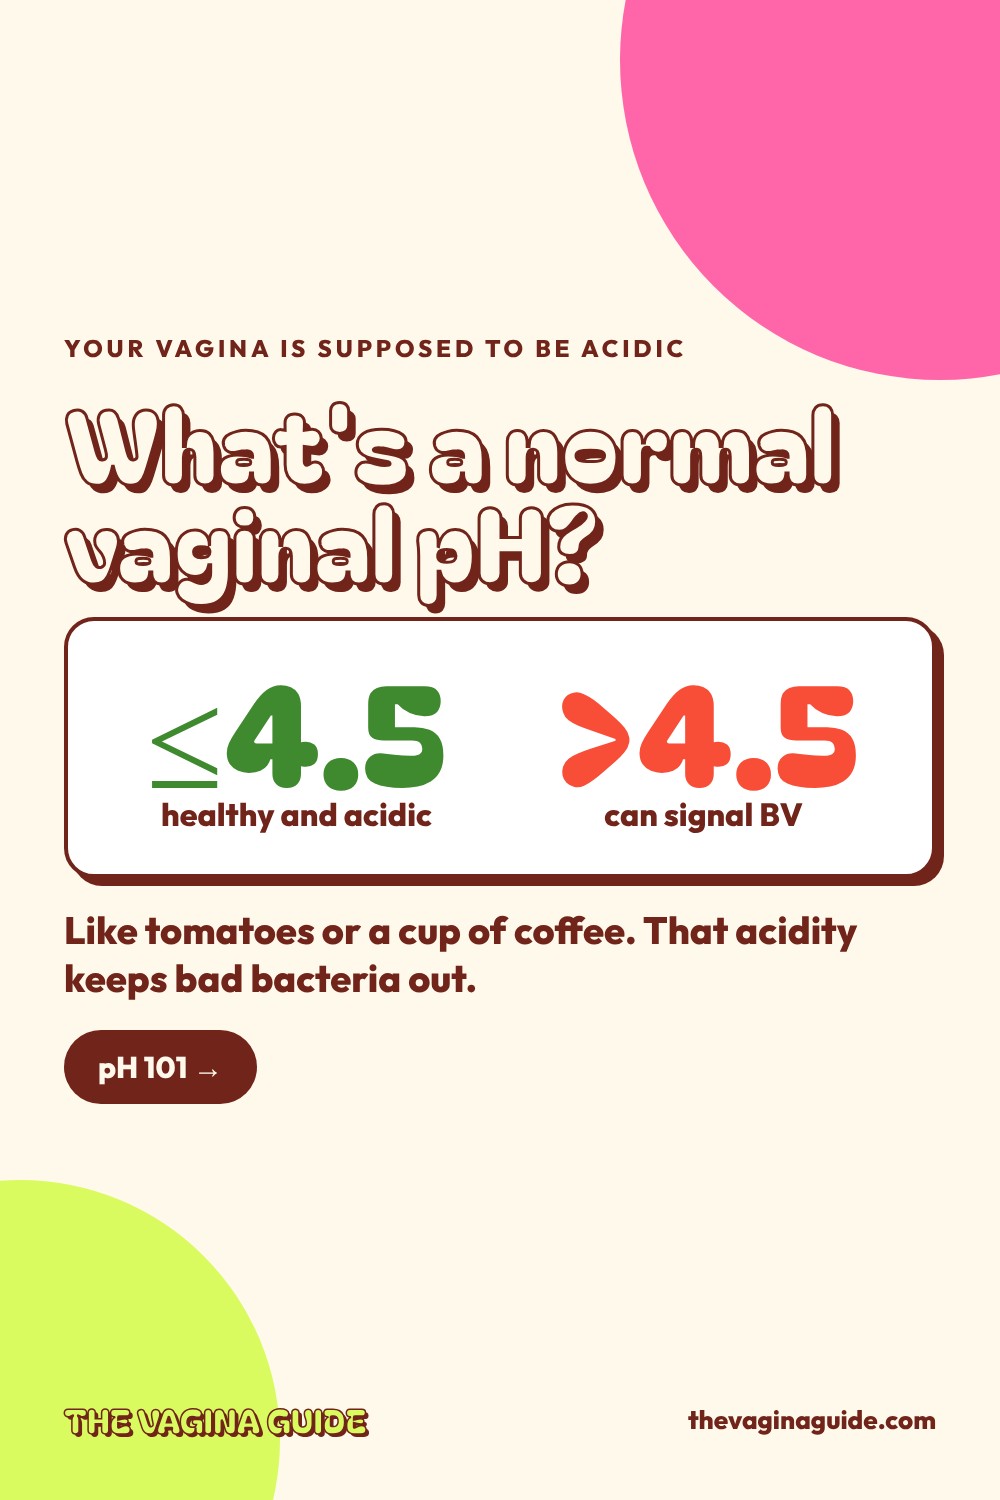 YOUR VAGINA IS SUPPOSED TO BE ACIDIC
What's a normal
vaginal pH?
≤4.5
healthy and acidic
>4.5
can signal BV
Like tomatoes or a cup of coffee. That acidity
keeps bad bacteria out.
pH 101 →
THE VAGINA GUIDE
thevaginaguide.com